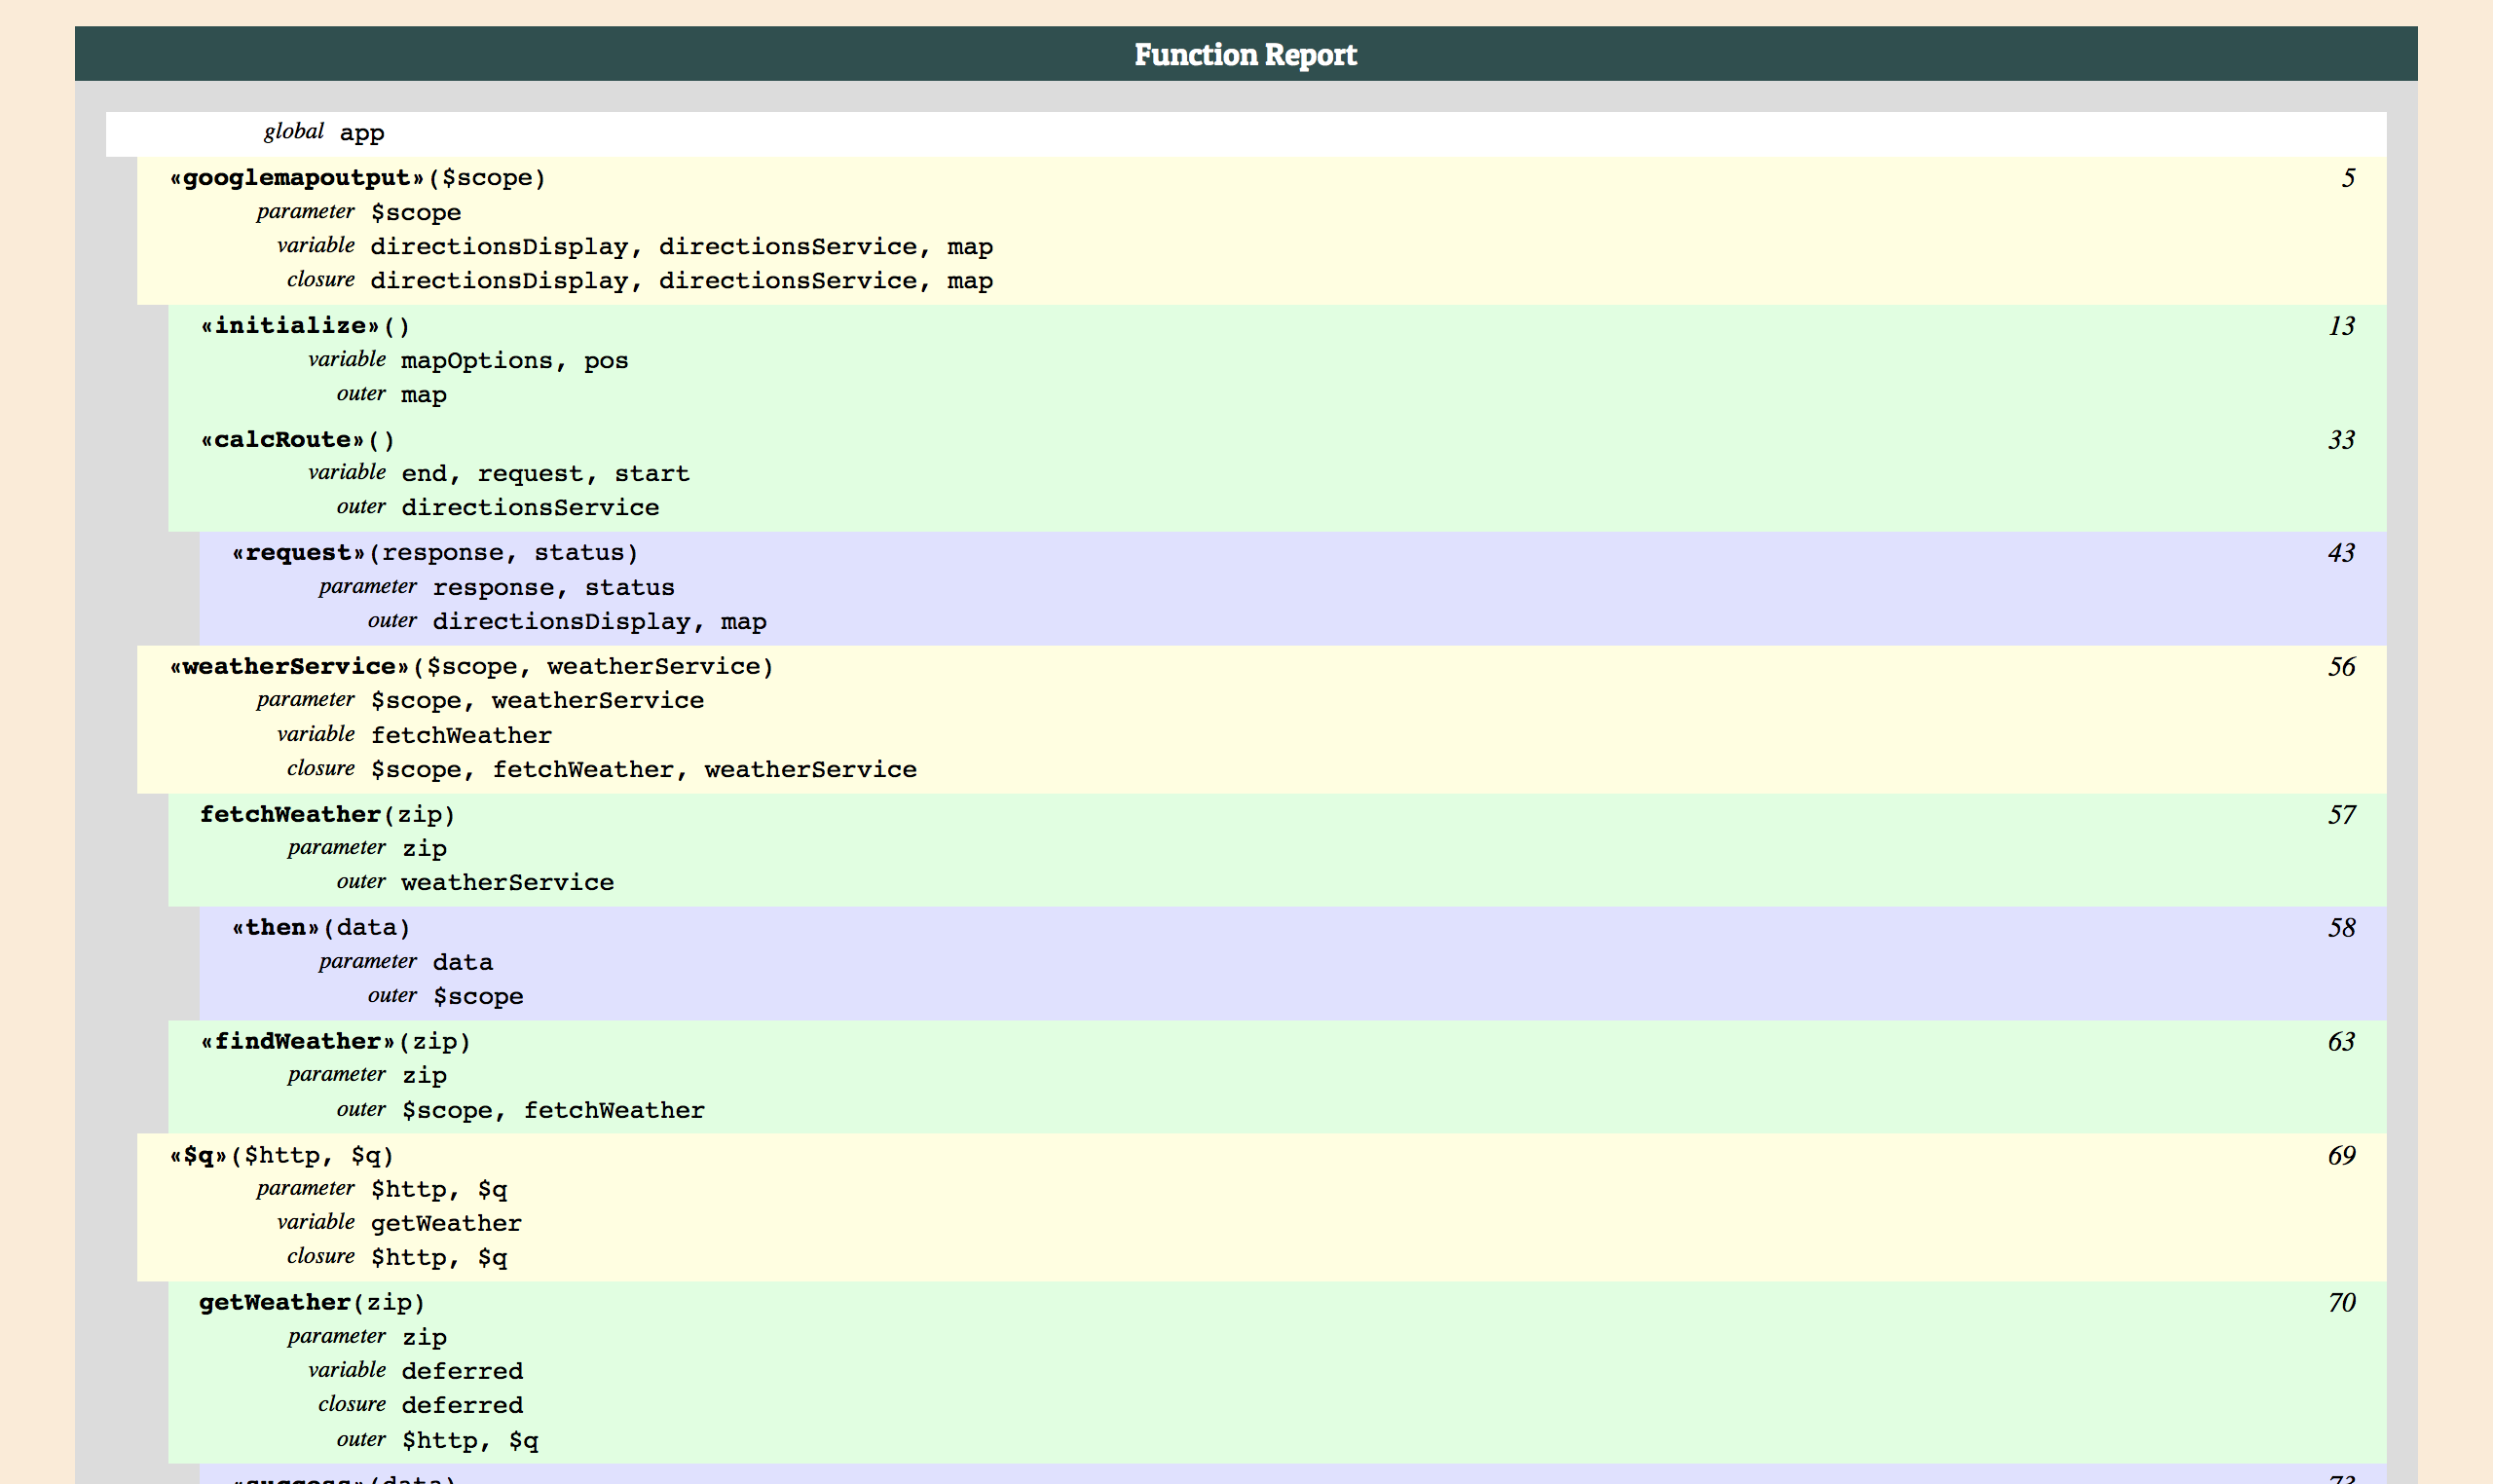 Function Report
global app
«googlemapoutput»($scope) 5
parameter $scope
variable directionsDisplay, directionsService, map
closure directionsDisplay, directionsService, map
«initialize»() 13
variable mapOptions, pos
outer map
«calcRoute»() 33
variable end, request, start
outer directionsService
«request»(response, status) 43
parameter response, status
outer directionsDisplay, map
«weatherService»($scope, weatherService) 56
parameter $scope, weatherService
variable fetchWeather
closure $scope, fetchWeather, weatherService
fetchWeather(zip) 57
parameter zip
outer weatherService
«then»(data) 58
parameter data
outer $scope
«findWeather»(zip) 63
parameter zip
outer $scope, fetchWeather
«$q»($http, $q) 69
parameter $http, $q
variable getWeather
closure $http, $q
getWeather(zip) 70
parameter zip
variable deferred
closure deferred
outer $http, $q
«success»(data) 73